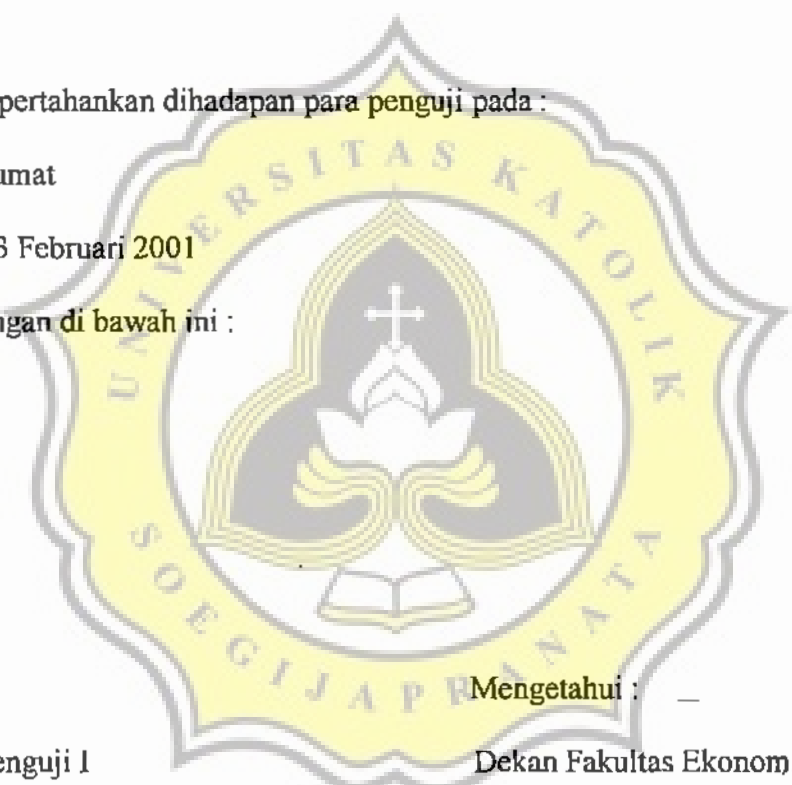 pertahankan dihadapan para penguji pada :
umat
Februari 2001
ngan di bawah ini :
UNIVERSITAS KATOLIK
SOEGIJAPRANATA
Mengetahui :
enguji I
Dekan Fakultas Ekonom